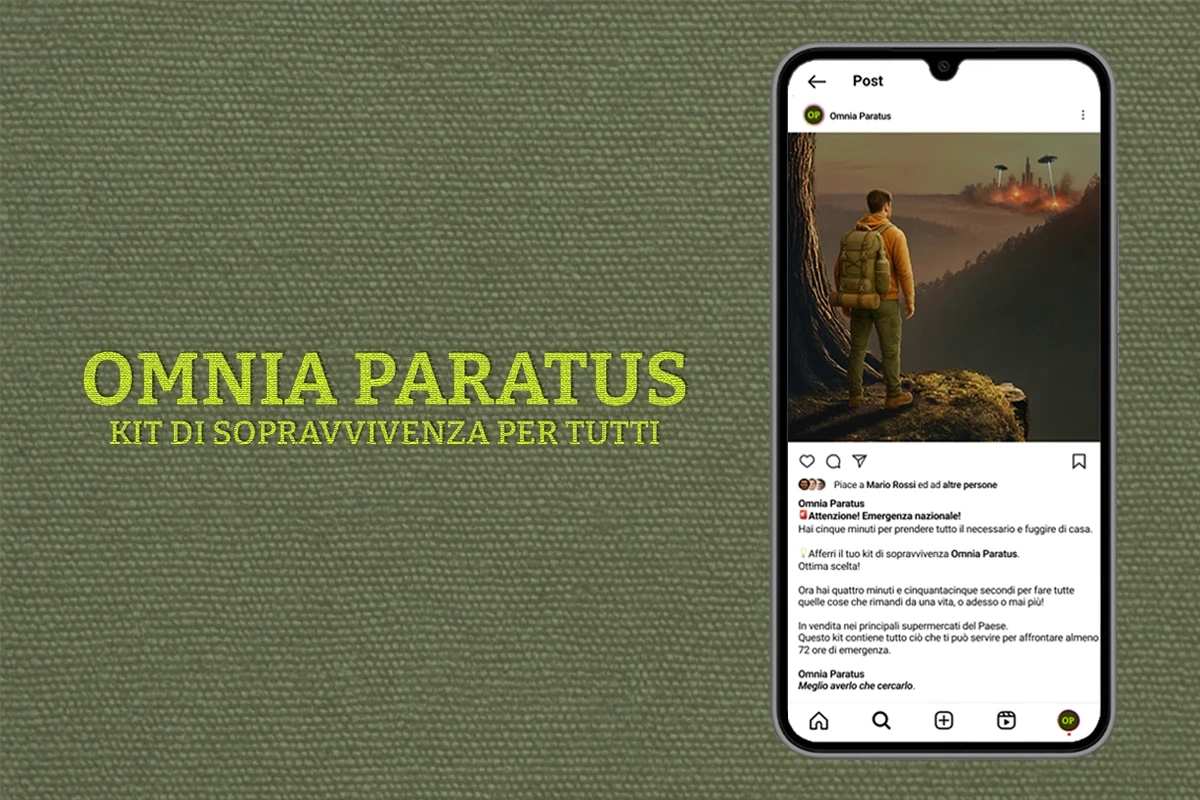 OMNIA PARATUS
KIT DI SOPRAVVIVENZA PER TUTTI
Post
OP Omnia Paratus
Piace a Mario Rossi ed ad altre persone
Omnia Paratus
🚨Attenzione! Emergenza nazionale!
Hai cinque minuti per prendere tutto il necessario e fuggire di casa.
💡Afferri il tuo kit di sopravvivenza Omnia Paratus.
Ottima scelta!
Ora hai quattro minuti e cinquantacinque secondi per fare tutte
quelle cose che rimandi da una vita, o adesso o mai più!
In vendita nei principali supermercati del Paese.
Questo kit contiene tutto ciò che ti può servire per affrontare almeno
72 ore di emergenza.
Omnia Paratus
Meglio averlo che cercarlo.
OP